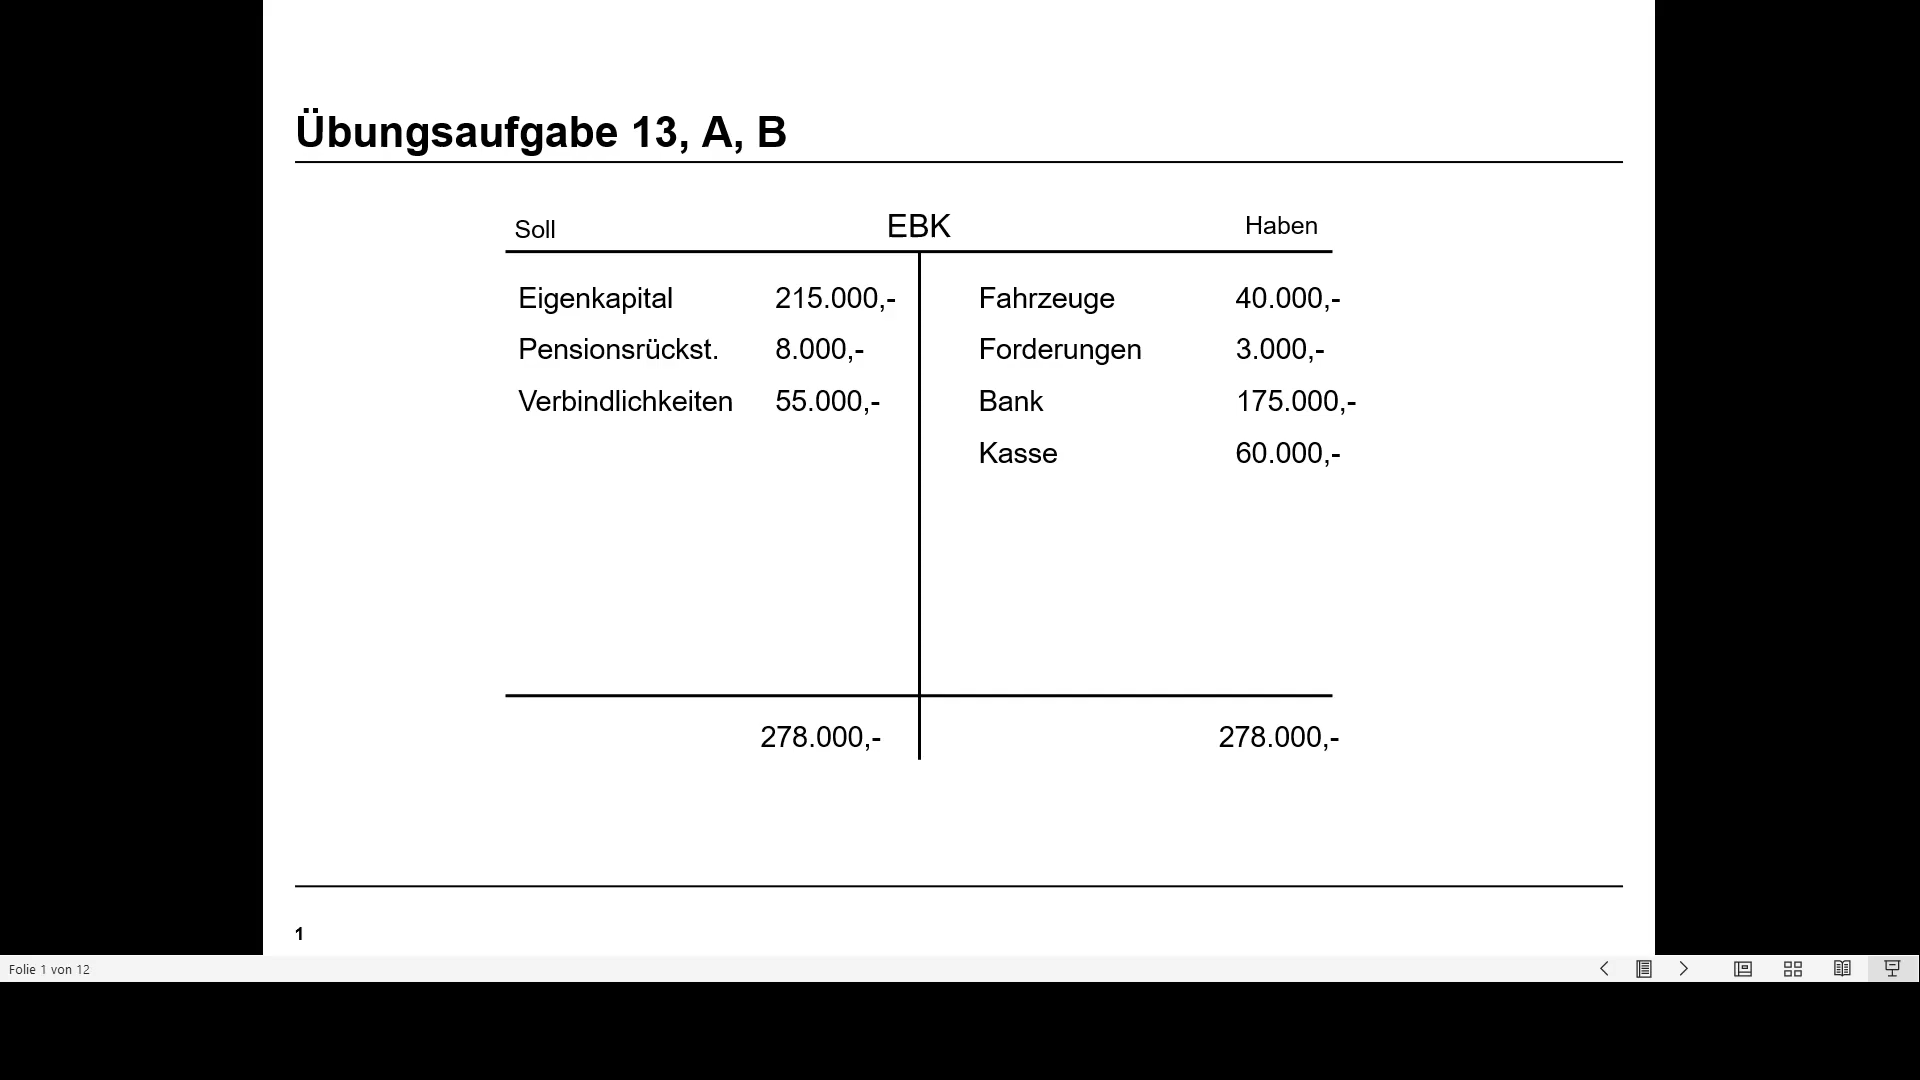 Übungsaufgabe 13, A, B
Soll EBK Haben
Eigenkapital 215.000,- Fahrzeuge 40.000,-
Pensionsrückst. 8.000,- Forderungen 3.000,-
Verbindlichkeiten 55.000,- Bank 175.000,-
Kasse 60.000,-
278.000,- 278.000,-
1
Folie 1 von 12